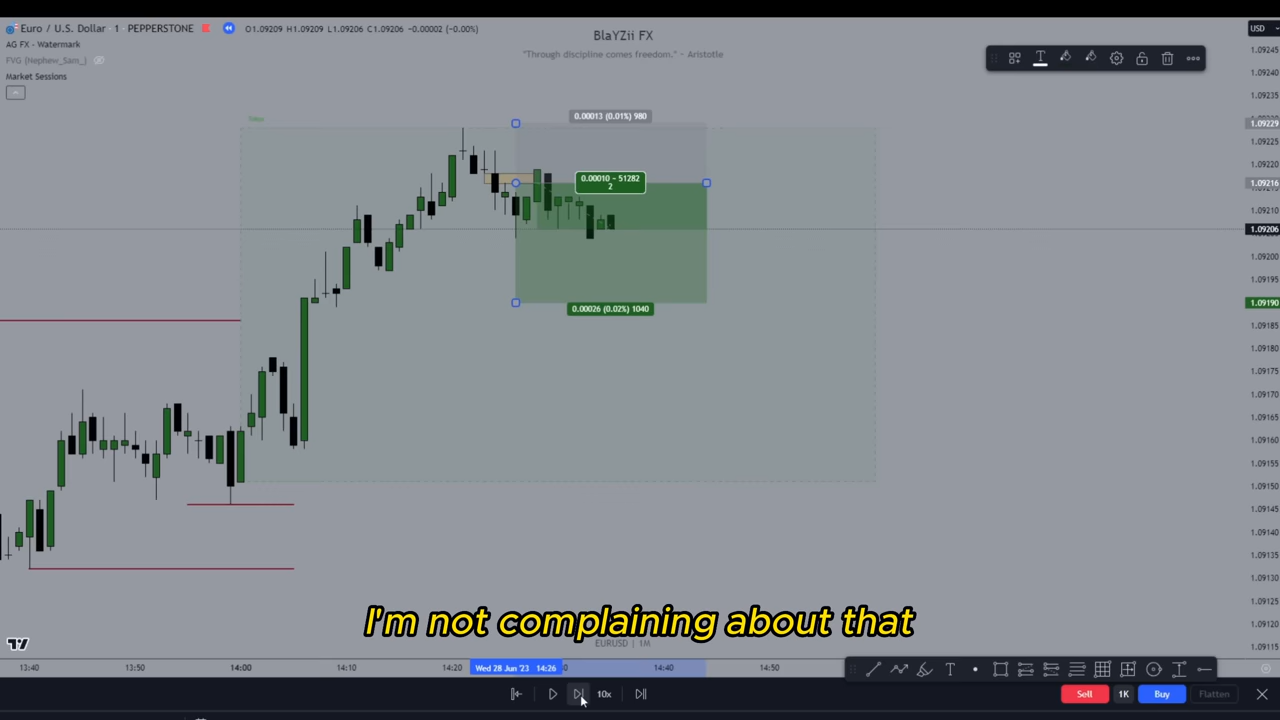 Euro / U.S. Dollar · 1 · PEPPERSTONE O1.09209 H1.09209 L1.09206 C1.09206 −0.00002 (−0.00%)
USD
BlaYZii FX
AG FX - Watermark
"Through discipline comes freedom." ~ Aristotle
FVG (Nephew_Sam_)
Market Sessions
T
1.09245
1.09240
1.09235
0.00013 (0.01%) 980
1.09229
1.09225
1.09220
0.00010 ~ 51282
2
1.09216
1.09210
1.09206
1.09200
1.09195
0.00026 (0.02%) 1040
1.09190
1.09185
1.09180
1.09175
1.09170
1.09165
1.09160
1.09155
1.09150
1.09145
1.09140
1.09135
1.09130
1.09125
1.09120
1.09115
I'm not complaining about that
EURUSD | 1M
13:40 13:50 14:00 14:10 14:20 Wed 28 Jun '23 14:26 14:40 14:50
T
10x
Sell 1K Buy Flatten